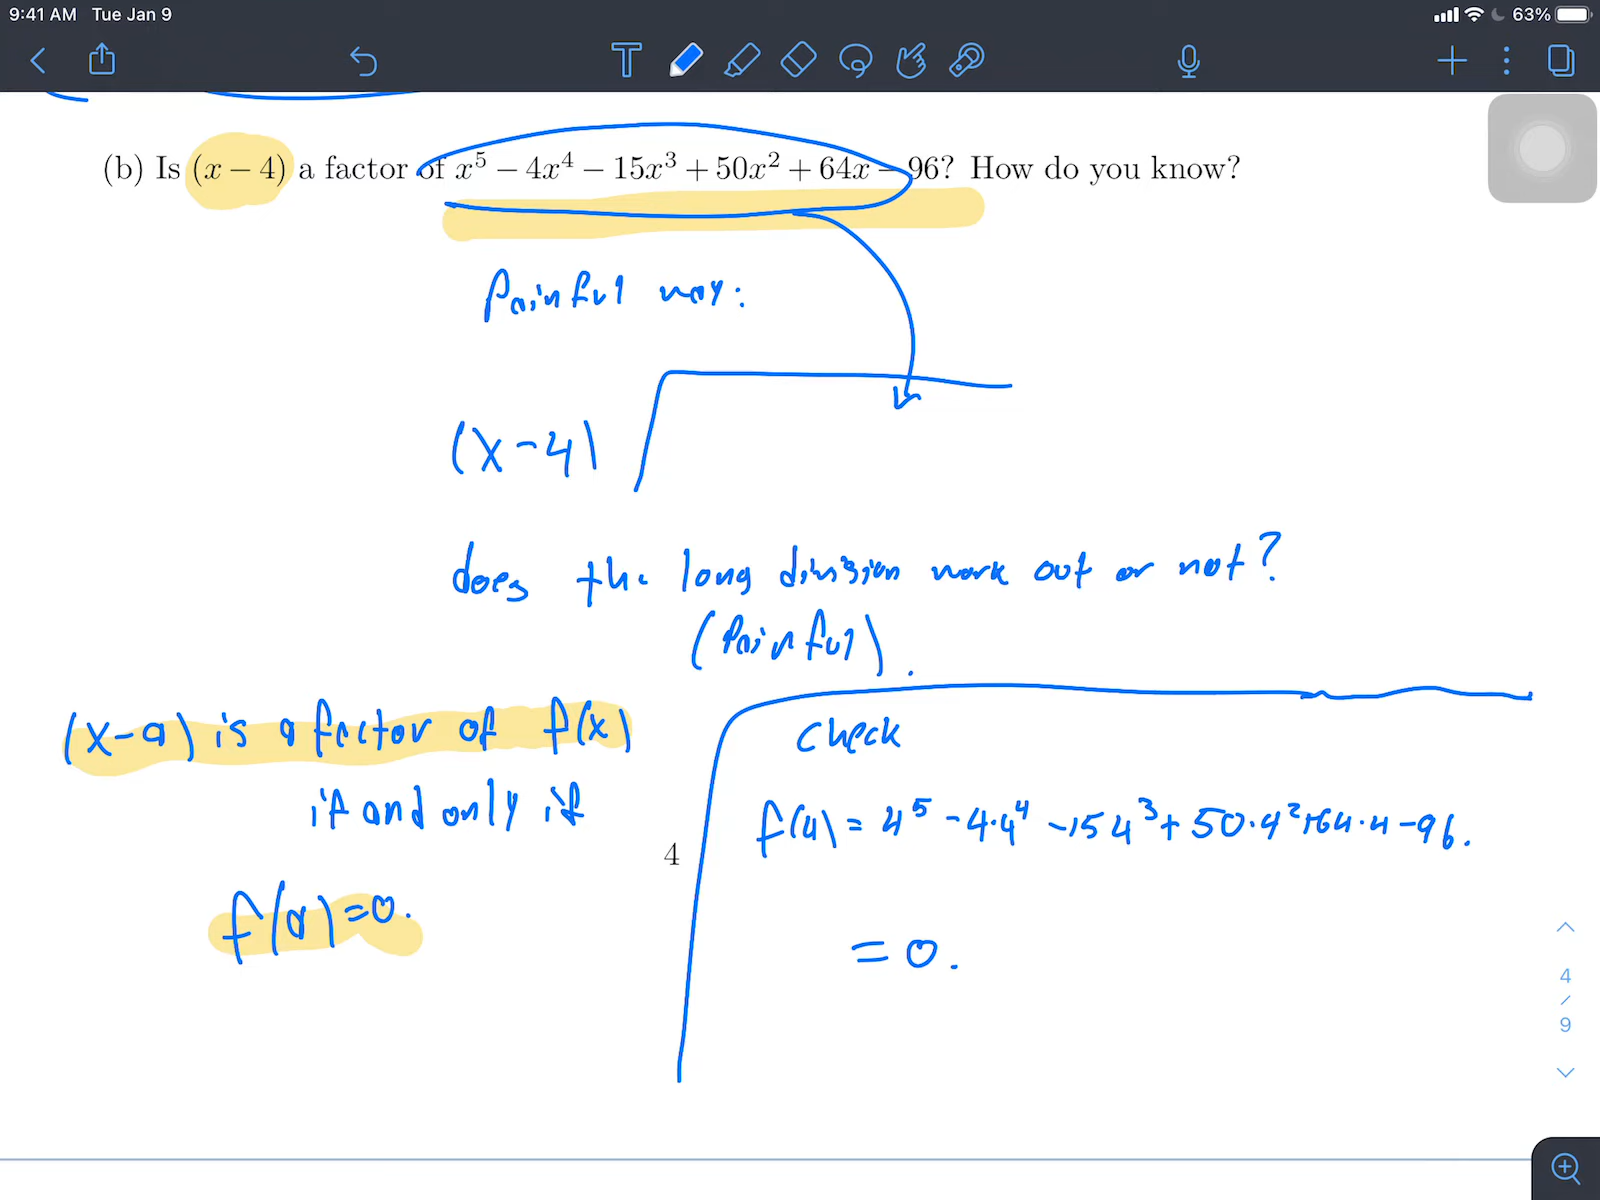 9:41 AM Tue Jan 9
63%
(b) Is (x − 4) a factor of x⁵ − 4x⁴ − 15x³ + 50x² + 64x − 96? How do you know?
Painful way:
(x-4)
does the long division work out or not?
(Painful).
(x-a) is a factor of f(x)
if and only if
f(a)=0.
check
f(4) = 4⁵ -4·4⁴ -15 4³+ 50·4²+64·4 -96.
= 0.
4
4
/
9